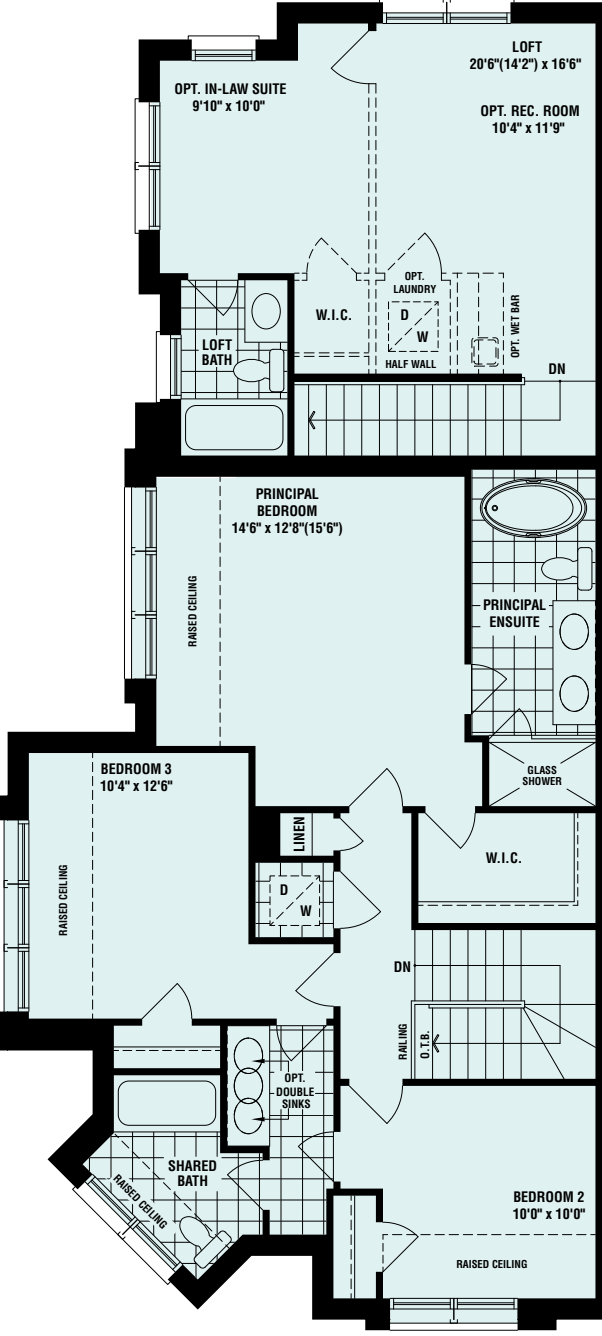 LOFT
20'6"(14'2") x 16'6"
OPT. IN-LAW SUITE
9'10" x 10'0"
OPT. REC. ROOM
10'4" x 11'9"
OPT.
LAUNDRY
W.I.C.
D
W
OPT. WET BAR
LOFT
BATH
HALF WALL
DN
PRINCIPAL
BEDROOM
14'6" x 12'8"(15'6")
RAISED CEILING
PRINCIPAL
ENSUITE
BEDROOM 3
10'4" x 12'6"
GLASS
SHOWER
LINEN
W.I.C.
RAISED CEILING
D
W
DN
RAILING
O.T.B.
OPT.
DOUBLE
SINKS
SHARED
BATH
RAISED CEILING
BEDROOM 2
10'0" x 10'0"
RAISED CEILING